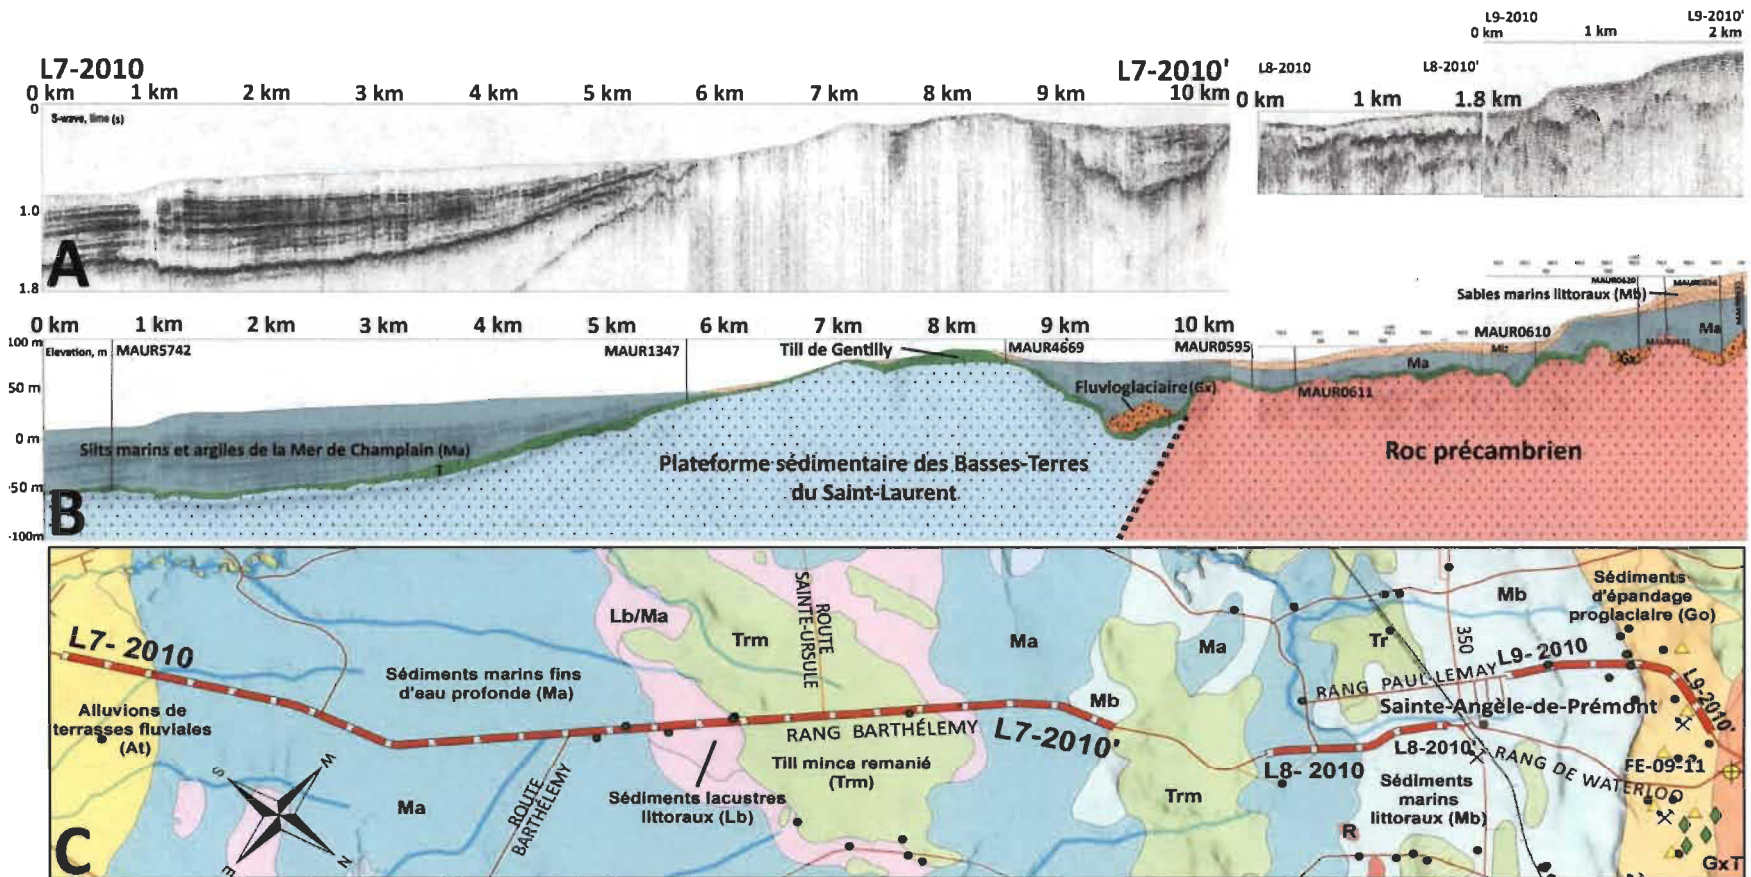 L7-2010
L7-2010'
0 km 1 km 2 km 3 km 4 km 5 km 6 km 7 km 8 km 9 km 10 km
L8-2010
L8-2010'
0 km 1 km 1.8 km
L9-2010
L9-2010'
0 km 1 km 2 km
0
S-wave, time (s)
1.0
1.8
A
0 km 1 km 2 km 3 km 4 km 5 km 6 km 7 km 8 km 9 km 10 km
100 m
Elevation, m
MAUR5742
MAUR1347
Till de Gentilly
MAUR4669
MAUR0595
MAUR0611
MAUR0610
MAUR0620
Sables marins littoraux (Mb)
Mb
Ma
Gx
Ma
50 m
0 m
-50 m
-100m
Silts marins et argiles de la Mer de Champlain (Ma)
T
Fluvioglaciaire (Gx)
Plateforme sédimentaire des Basses-Terres
du Saint-Laurent
Roc précambrien
B
L7- 2010
Alluvions de
terrasses fluviales
(At)
Sédiments marins fins
d'eau profonde (Ma)
Ma
S
W
E
N
ROUTE
BARTHÉLEMY
Lb/Ma
Trm
ROUTE
SAINTE-URSULE
RANG BARTHÉLEMY
L7-2010'
Sédiments lacustres
littoraux (Lb)
Till mince remanié
(Trm)
Ma
Mb
Ma
Trm
Tr
350
Mb
Sédiments
d'épandage
proglaciaire (Go)
RANG PAUL-LEMAY
L9- 2010
L9-2010'
Sainte-Angèle-de-Prémont
L8- 2010
L8-2010'
RANG DE WATERLOO
FE-09-11
Sédiments
marins
littoraux (Mb)
R
GxT
C